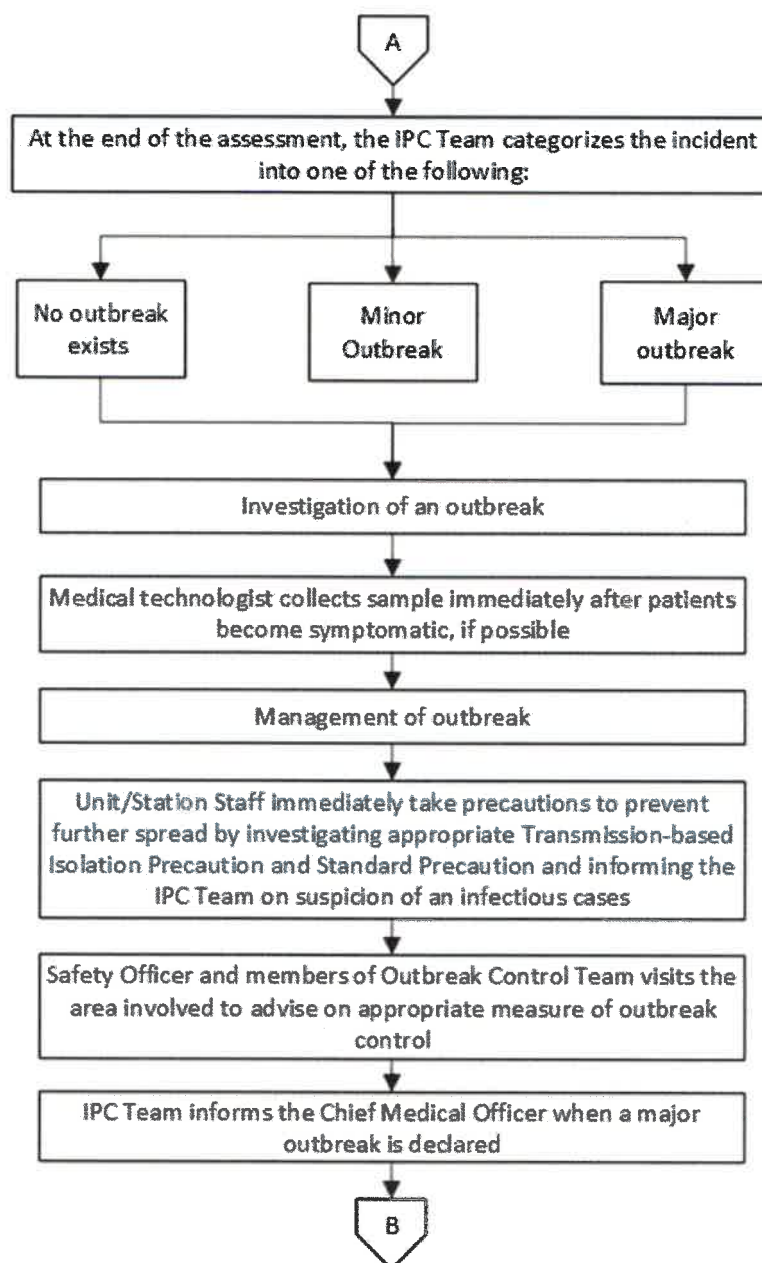 A
At the end of the assessment, the IPC Team categorizes the incident
into one of the following:
No outbreak
exists
Minor
Outbreak
Major
outbreak
Investigation of an outbreak
Medical technologist collects sample immediately after patients
become symptomatic, if possible
Management of outbreak
Unit/Station Staff immediately take precautions to prevent
further spread by investigating appropriate Transmission-based
Isolation Precaution and Standard Precaution and informing the
IPC Team on suspicion of an infectious cases
Safety Officer and members of Outbreak Control Team visits the
area involved to advise on appropriate measure of outbreak
control
IPC Team informs the Chief Medical Officer when a major
outbreak is declared
B